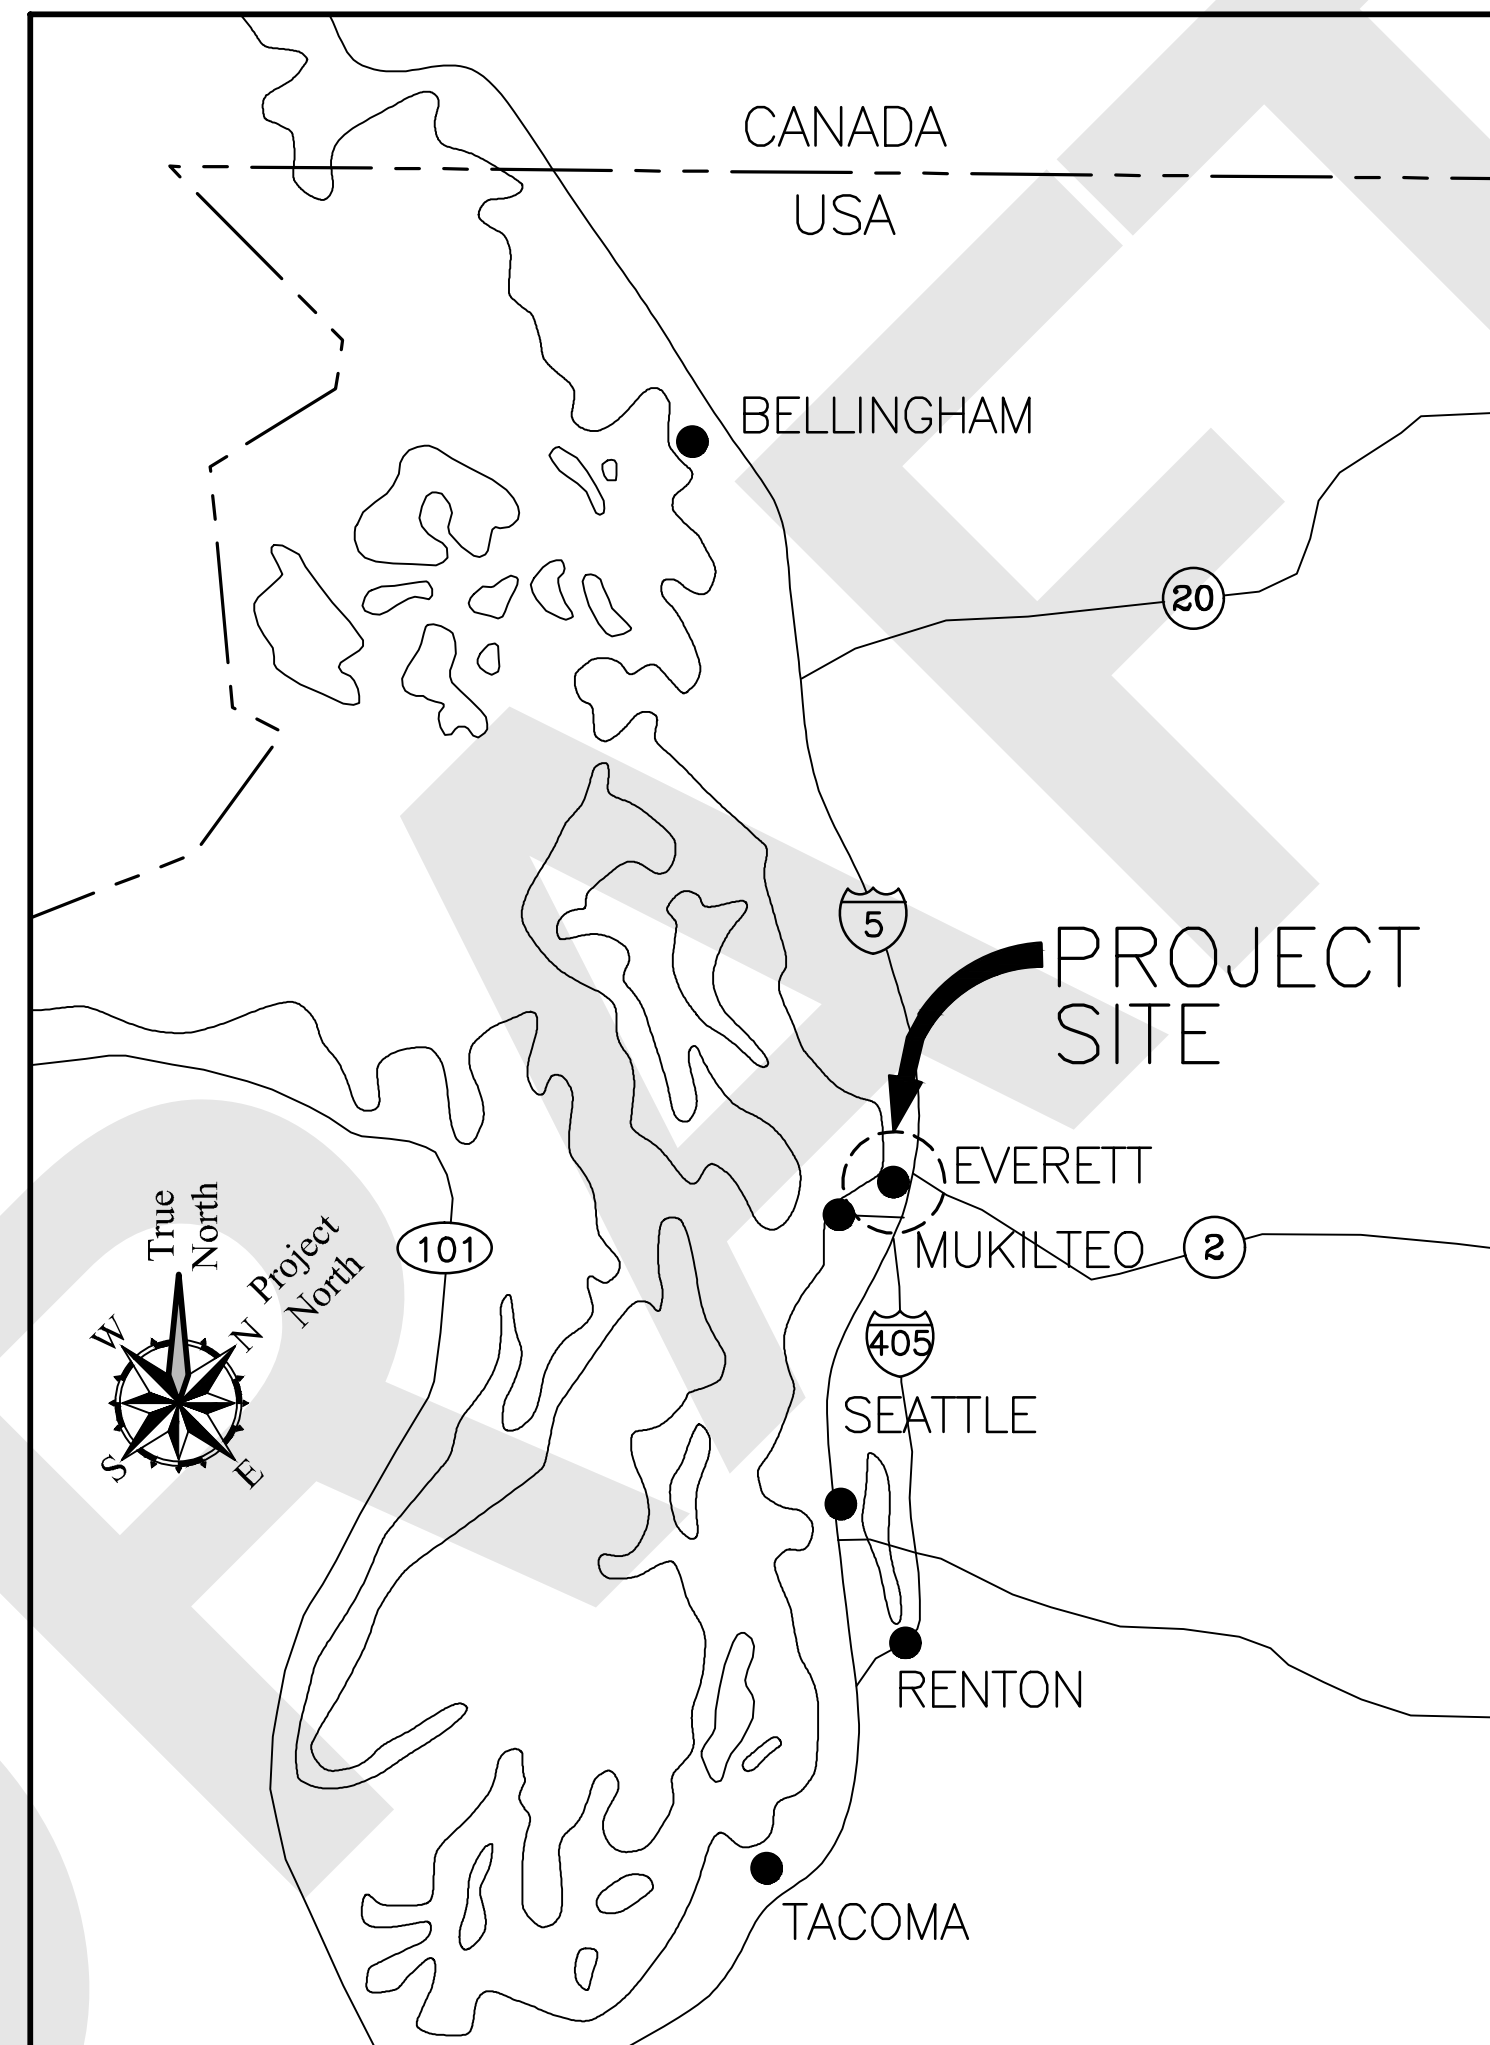 CANADA
USA
BELLINGHAM
20
5
PROJECT
SITE
EVERETT
True
North
Project
North
101
MUKILTEO
2
W
N
405
SEATTLE
S
E
RENTON
TACOMA